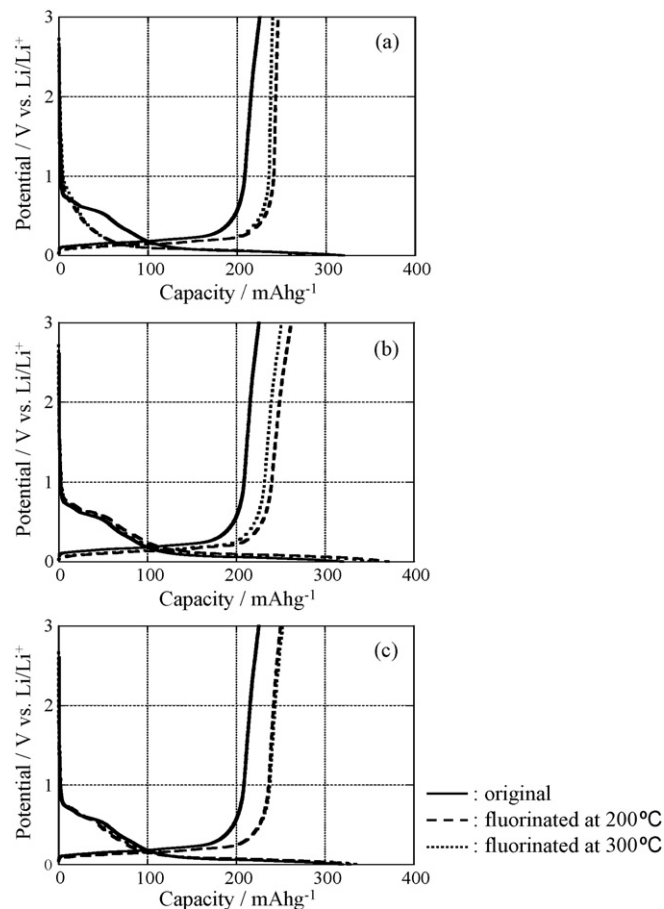 (a)
Potential / V vs. Li/Li⁺
3
2
1
0
0 100 200 300 400
Capacity / mAhg⁻¹
(b)
Potential / V vs. Li/Li⁺
3
2
1
0
0 100 200 300 400
Capacity / mAhg⁻¹
(c)
Potential / V vs. Li/Li⁺
3
2
1
0
0 100 200 300 400
Capacity / mAhg⁻¹
: original
: fluorinated at 200°C
: fluorinated at 300°C